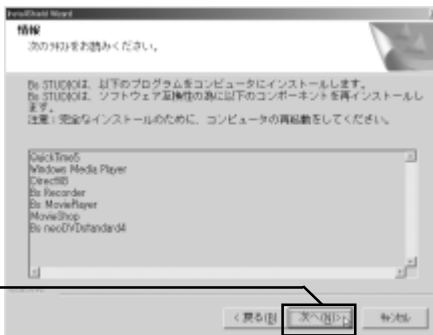 InstallShield Wizard
情報
次のテキストをお読みください。
Bs STUDIOは、以下のプログラムをコンピュータにインストールします。
Bs STUDIOは、ソフトウェア互換性の為に以下のコンポーネントを再インストールし
ます。
注意：完全なインストールのために、コンピュータの再起動をしてください。
QuickTime5
Windows Media Player
DirectX8
Bs Recorder
Bs MoviePlayer
MovieShop
Bs neoDVDstandard4
< 戻る(B)
次へ(N) >
キャンセル